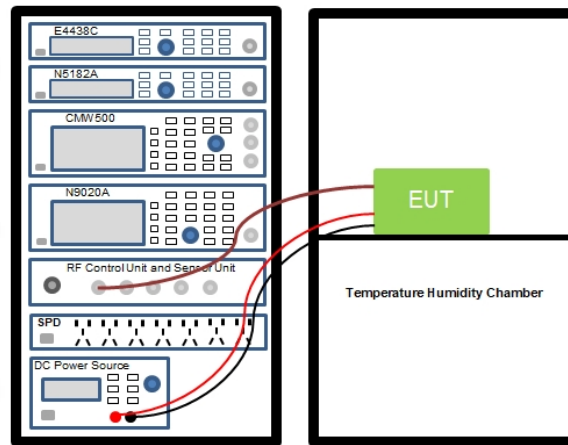 E4438C
N5182A
CMW500
N9020A
RF Control Unit and Sensor Unit
SPD
DC Power Source
EUT
Temperature Humidity Chamber